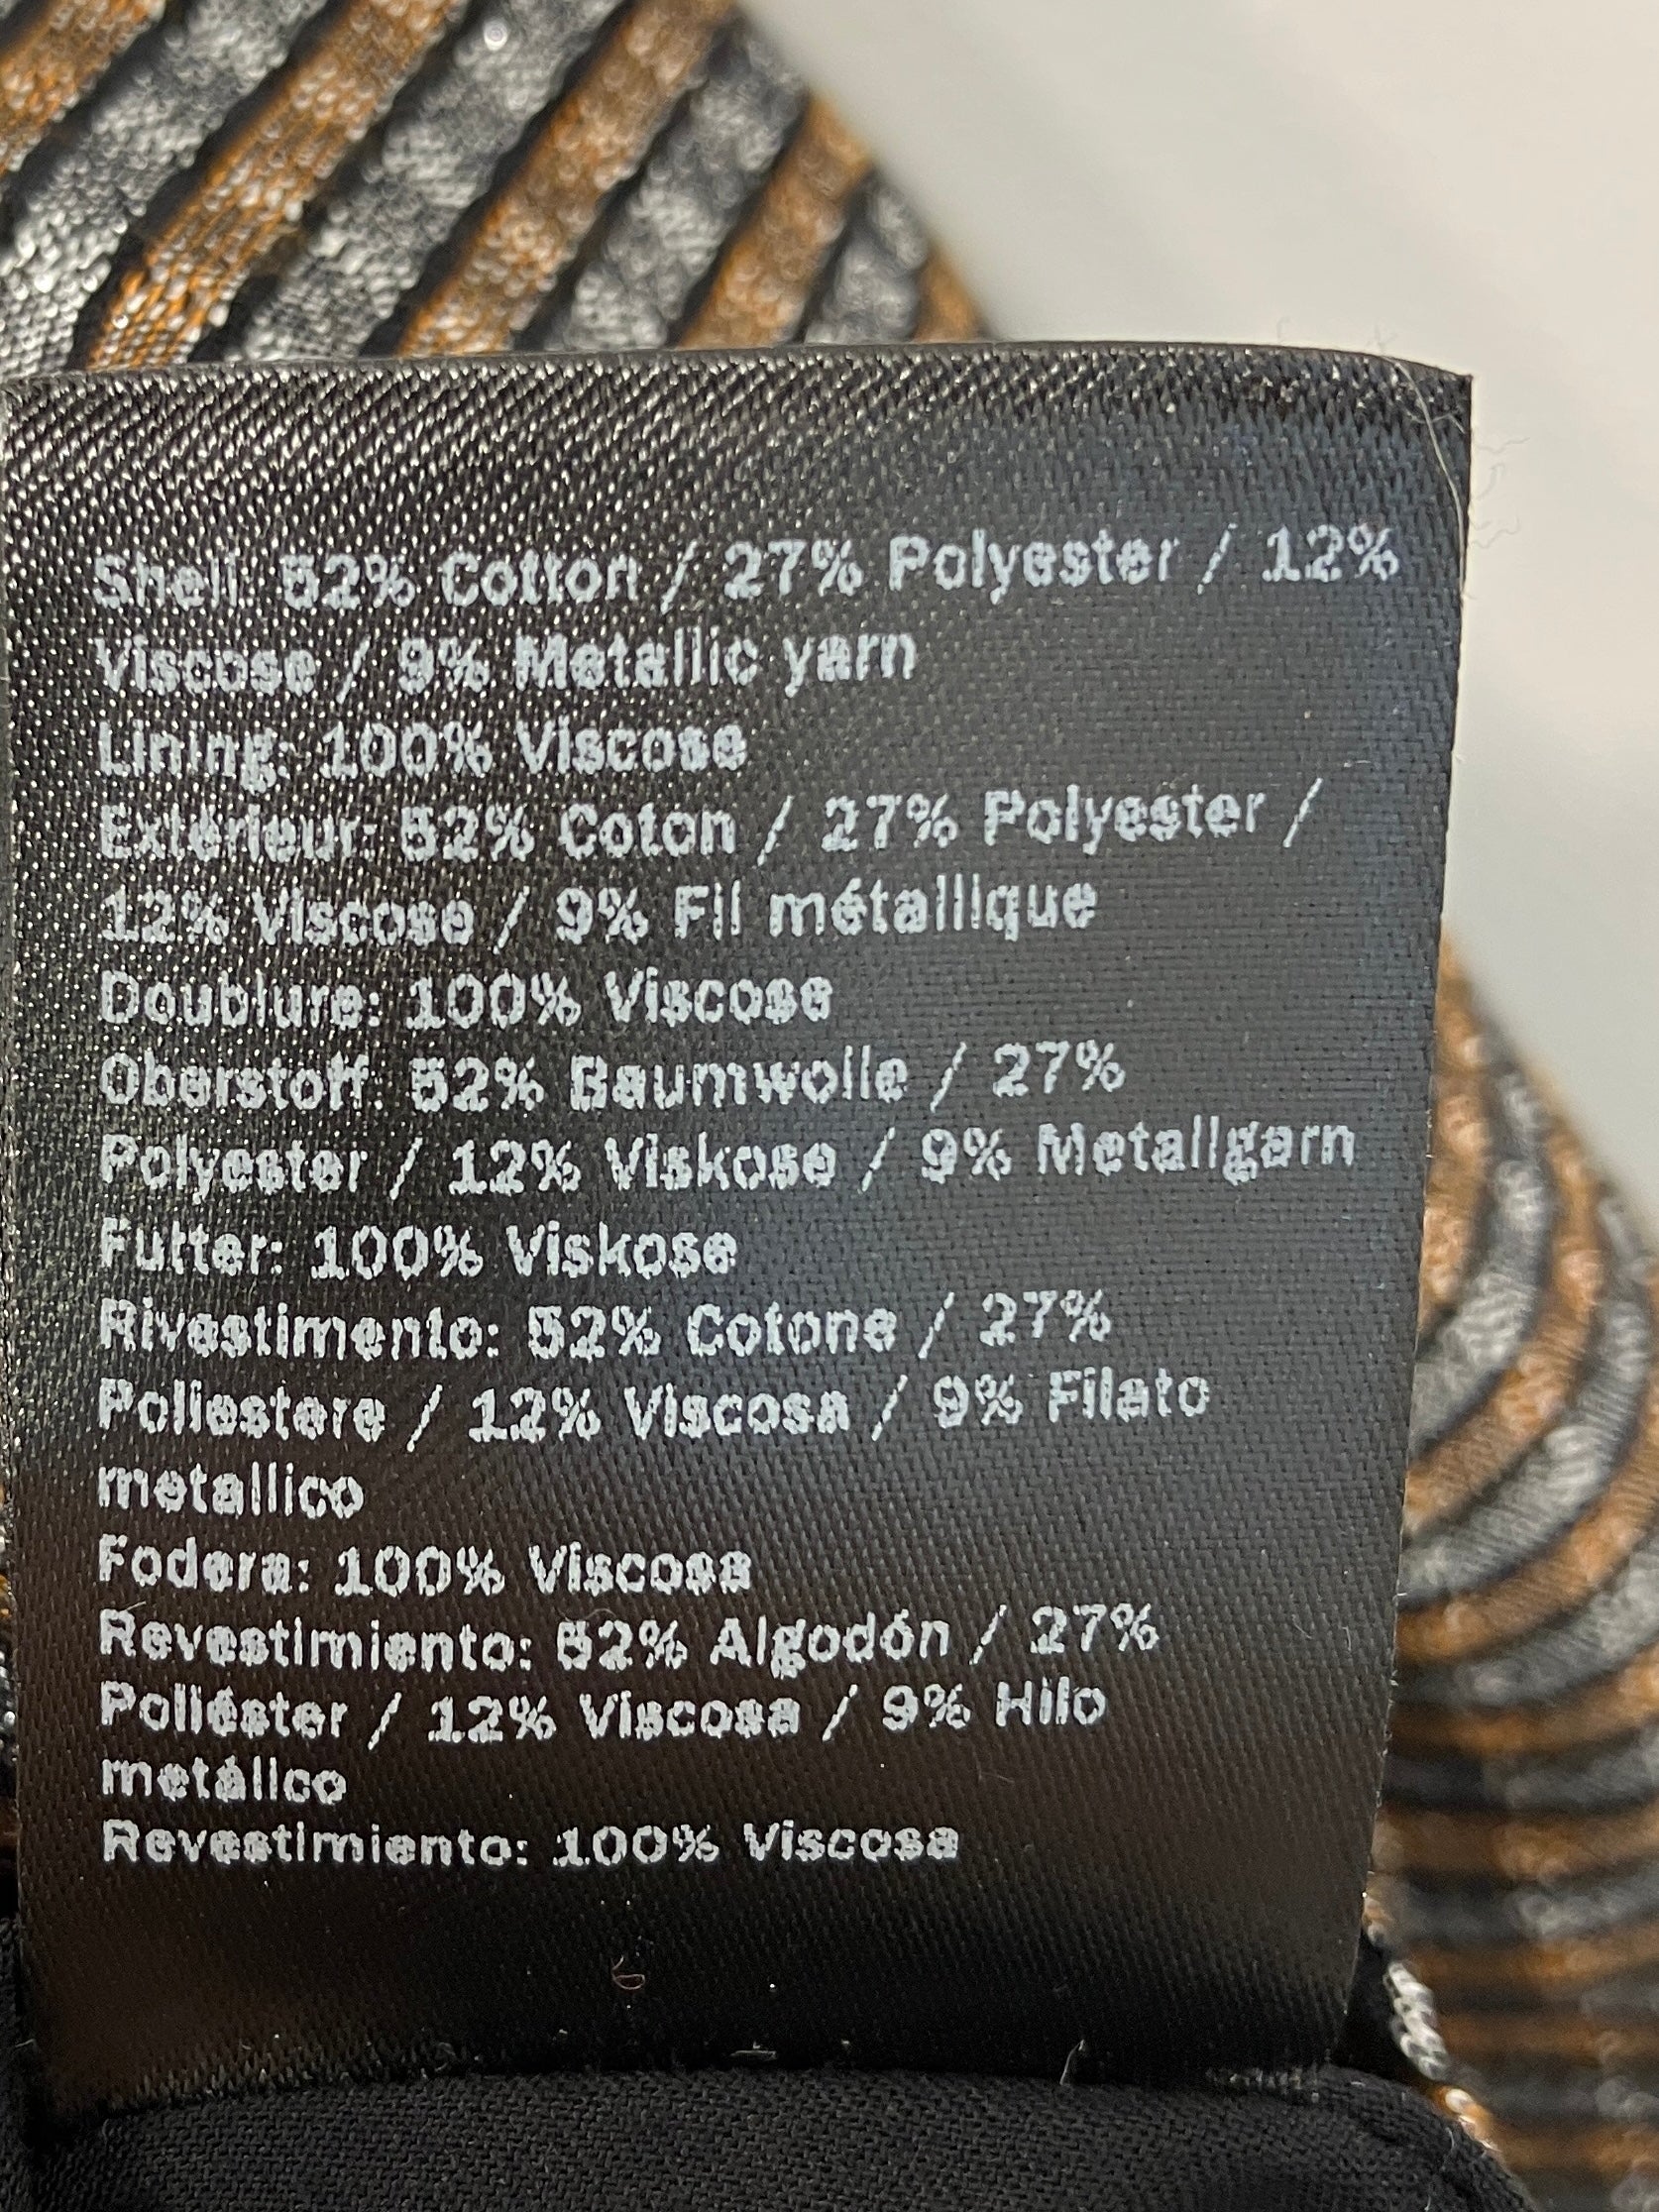 Shell: 52% Cotton / 27% Polyester / 12%
Viscose / 9% Metallic yarn
Lining: 100% Viscose
Extérieur: 52% Coton / 27% Polyester /
12% Viscose / 9% Fil métallique
Doublure: 100% Viscose
Oberstoff: 52% Baumwolle / 27%
Polyester / 12% Viskose / 9% Metallgarn
Futter: 100% Viskose
Rivestimento: 52% Cotone / 27%
Poliestere / 12% Viscosa / 9% Filato
metallico
Fodera: 100% Viscosa
Revestimiento: 52% Algodón / 27%
Poliéster / 12% Viscosa / 9% Hilo
metálico
Revestimiento: 100% Viscosa